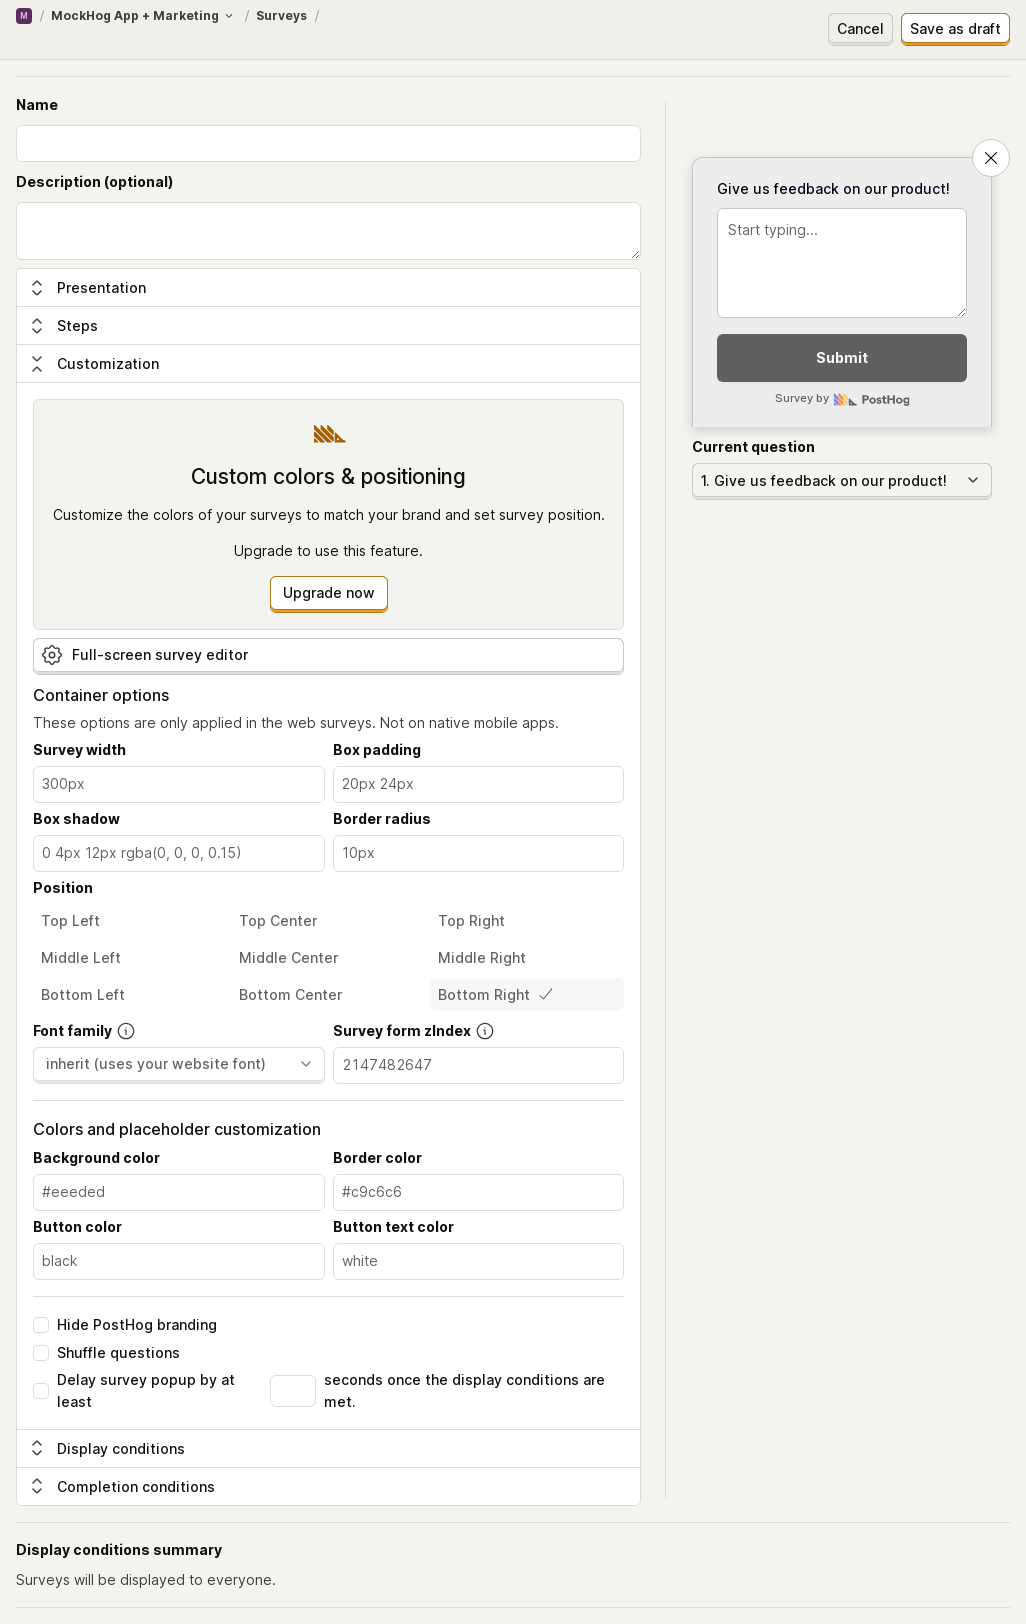 M / MockHog App + Marketing / Surveys /
Cancel
Save as draft
Name
Description (optional)
Presentation
Steps
Customization
Custom colors & positioning
Customize the colors of your surveys to match your brand and set survey position.
Upgrade to use this feature.
Upgrade now
Full-screen survey editor
Container options
These options are only applied in the web surveys. Not on native mobile apps.
Survey width
Box padding
300px
20px 24px
Box shadow
Border radius
0 4px 12px rgba(0, 0, 0, 0.15)
10px
Position
Top Left
Top Center
Top Right
Middle Left
Middle Center
Middle Right
Bottom Left
Bottom Center
Bottom Right
Font family
Survey form zIndex
inherit (uses your website font)
2147482647
Colors and placeholder customization
Background color
Border color
#eeeded
#c9c6c6
Button color
Button text color
black
white
Hide PostHog branding
Shuffle questions
Delay survey popup by at
least
seconds once the display conditions are
met.
Display conditions
Completion conditions
Give us feedback on our product!
Start typing...
Submit
Survey by PostHog
Current question
1. Give us feedback on our product!
Display conditions summary
Surveys will be displayed to everyone.